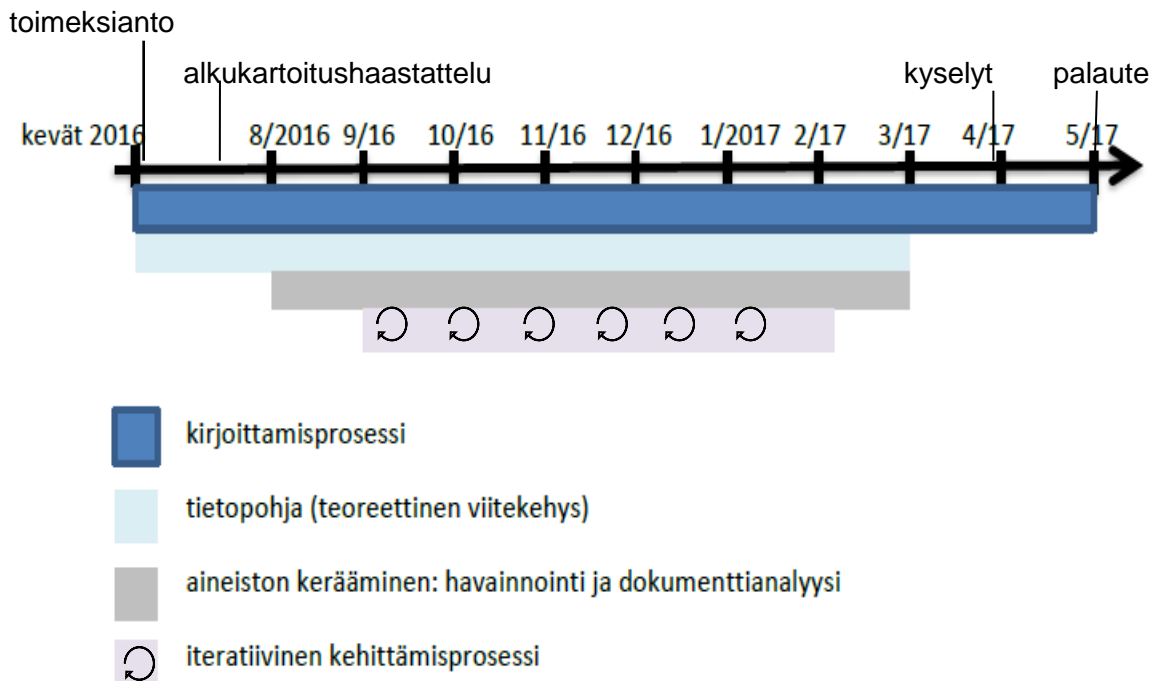 toimeksianto
alkukartoitushaastattelu kyselyt palaute
kevät 2016 8/2016 9/16 10/16 11/16 12/16 1/2017 2/17 3/17 4/17 5/17
kirjoittamisprosessi
tietopohja (teoreettinen viitekehys)
aineiston kerääminen: havainnointi ja dokumenttianalyysi
iteratiivinen kehittämisprosessi